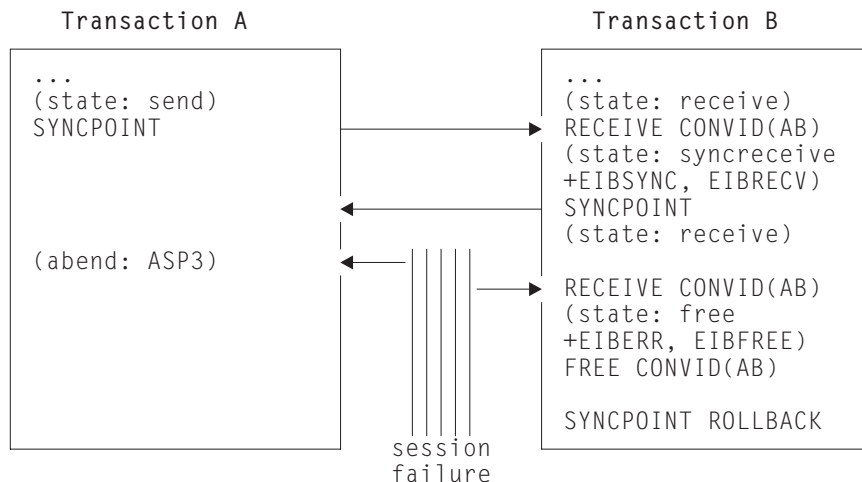 Transaction A
...
(state: send)
SYNCPOINT
(abend: ASP3)
Transaction B
...
(state: receive)
RECEIVE CONVID(AB)
(state: syncreceive
+EIBSYNC, EIBRECV)
SYNCPOINT
(state: receive)
RECEIVE CONVID(AB)
(state: free
+EIBERR, EIBFREE)
FREE CONVID(AB)
SYNCPOINT ROLLBACK
session
failure